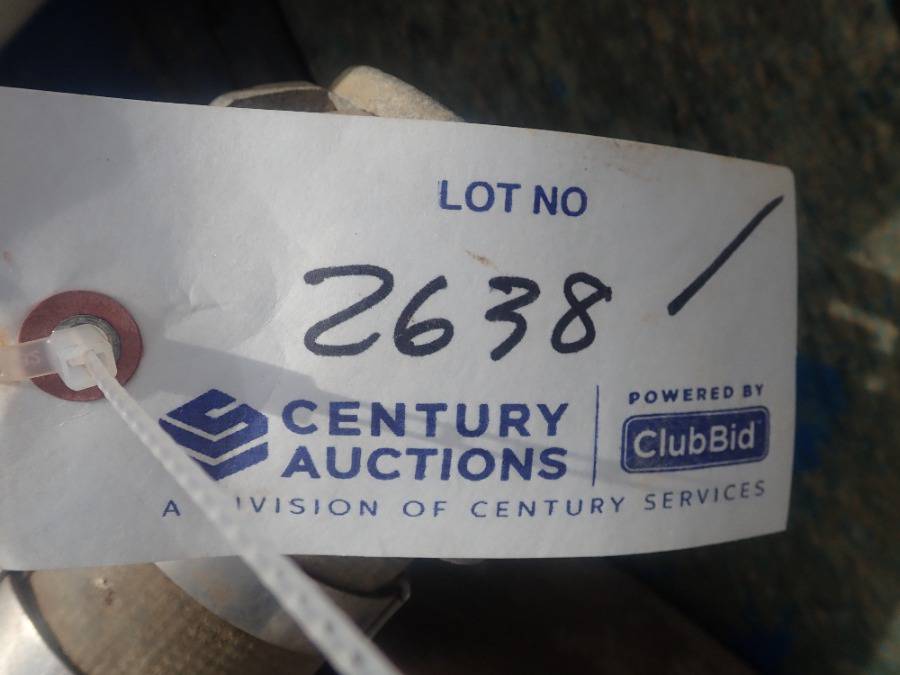 LOT NO
2638 /
CENTURY AUCTIONS
POWERED BY
ClubBid
A IVISION OF CENTURY SERVICES